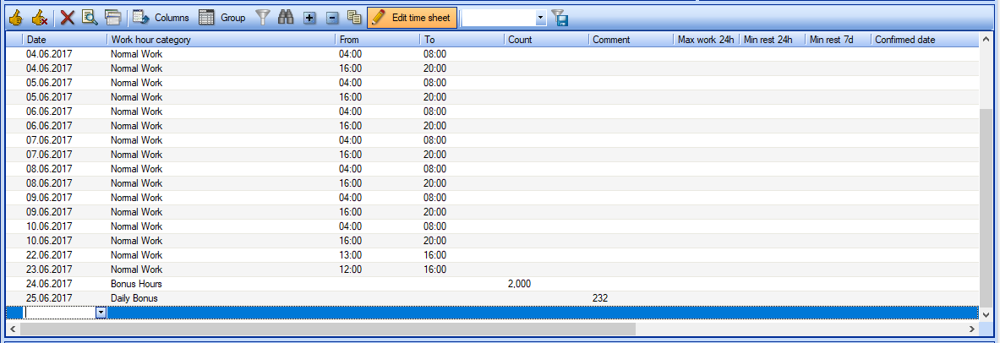 Columns Group Edit time sheet
Date Work hour category From To Count Comment Max work 24h Min rest 24h Min rest 7d Confirmed date
04.06.2017 Normal Work 04:00 08:00
04.06.2017 Normal Work 16:00 20:00
05.06.2017 Normal Work 04:00 08:00
05.06.2017 Normal Work 16:00 20:00
06.06.2017 Normal Work 04:00 08:00
06.06.2017 Normal Work 16:00 20:00
07.06.2017 Normal Work 04:00 08:00
07.06.2017 Normal Work 16:00 20:00
08.06.2017 Normal Work 04:00 08:00
08.06.2017 Normal Work 16:00 20:00
09.06.2017 Normal Work 04:00 08:00
09.06.2017 Normal Work 16:00 20:00
10.06.2017 Normal Work 04:00 08:00
10.06.2017 Normal Work 16:00 20:00
22.06.2017 Normal Work 13:00 16:00
23.06.2017 Normal Work 12:00 16:00
24.06.2017 Bonus Hours 2,000
25.06.2017 Daily Bonus 232